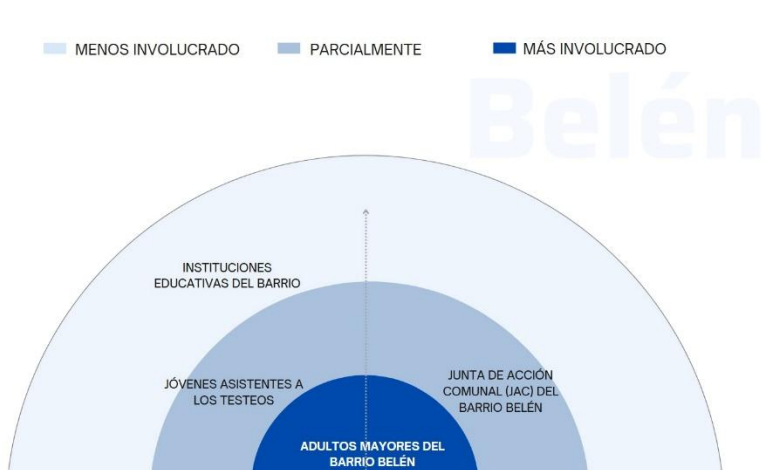 MENOS INVOLUCRADO
PARCIALMENTE
MÁS INVOLUCRADO
Belén
INSTITUCIONES
EDUCATIVAS DEL BARRIO
JÓVENES ASISTENTES A
LOS TESTEOS
JUNTA DE ACCIÓN
COMUNAL (JAC) DEL
BARRIO BELÉN
ADULTOS MAYORES DEL
BARRIO BELÉN